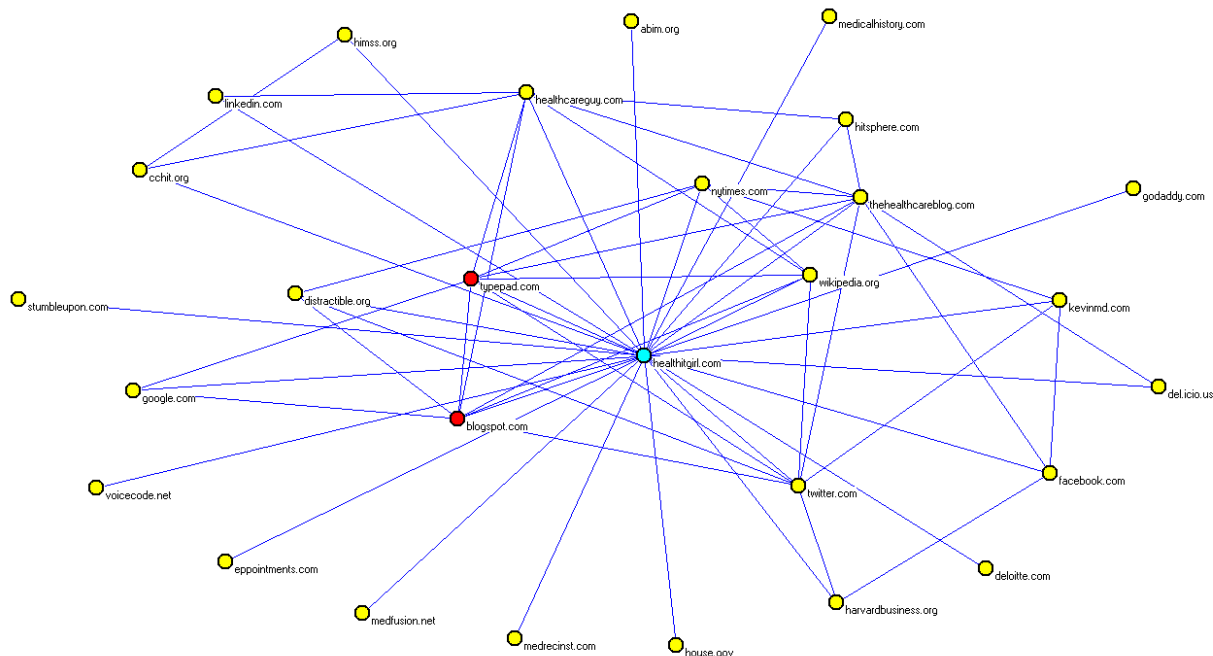 abim.org
medicalhistory.com
himss.org
linkedin.com
healthcareguy.com
hitsphere.com
cchit.org
nytimes.com
godaddy.com
thehealthcareblog.com
typepad.com
wikipedia.org
distractible.org
stumbleupon.com
kevinmd.com
healthitgirl.com
del.icio.us
google.com
blogspot.com
facebook.com
voicecode.net
twitter.com
eppointments.com
deloitte.com
harvardbusiness.org
medfusion.net
medrecinst.com
house.gov